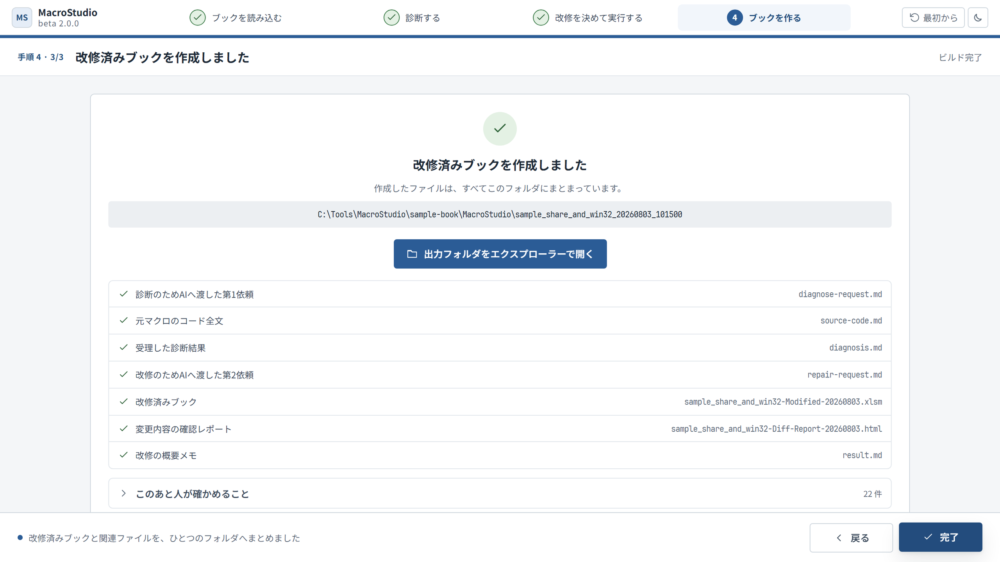 MS
MacroStudio
beta 2.0.0
ブックを読み込む
診断する
改修を決めて実行する
4 ブックを作る
最初から
手順 4 · 3/3
改修済みブックを作成しました
ビルド完了
改修済みブックを作成しました
作成したファイルは、すべてこのフォルダにまとまっています。
C:\Tools\MacroStudio\sample-book\MacroStudio\sample_share_and_win32_20260803_101500
出力フォルダをエクスプローラーで開く
診断のためAIへ渡した第1依頼 diagnose-request.md
元マクロのコード全文 source-code.md
受理した診断結果 diagnosis.md
改修のためAIへ渡した第2依頼 repair-request.md
改修済みブック sample_share_and_win32-Modified-20260803.xlsm
変更内容の確認レポート sample_share_and_win32-Diff-Report-20260803.html
改修の概要メモ result.md
このあと人が確かめること 22 件
改修済みブックと関連ファイルを、ひとつのフォルダへまとめました
戻る
完了